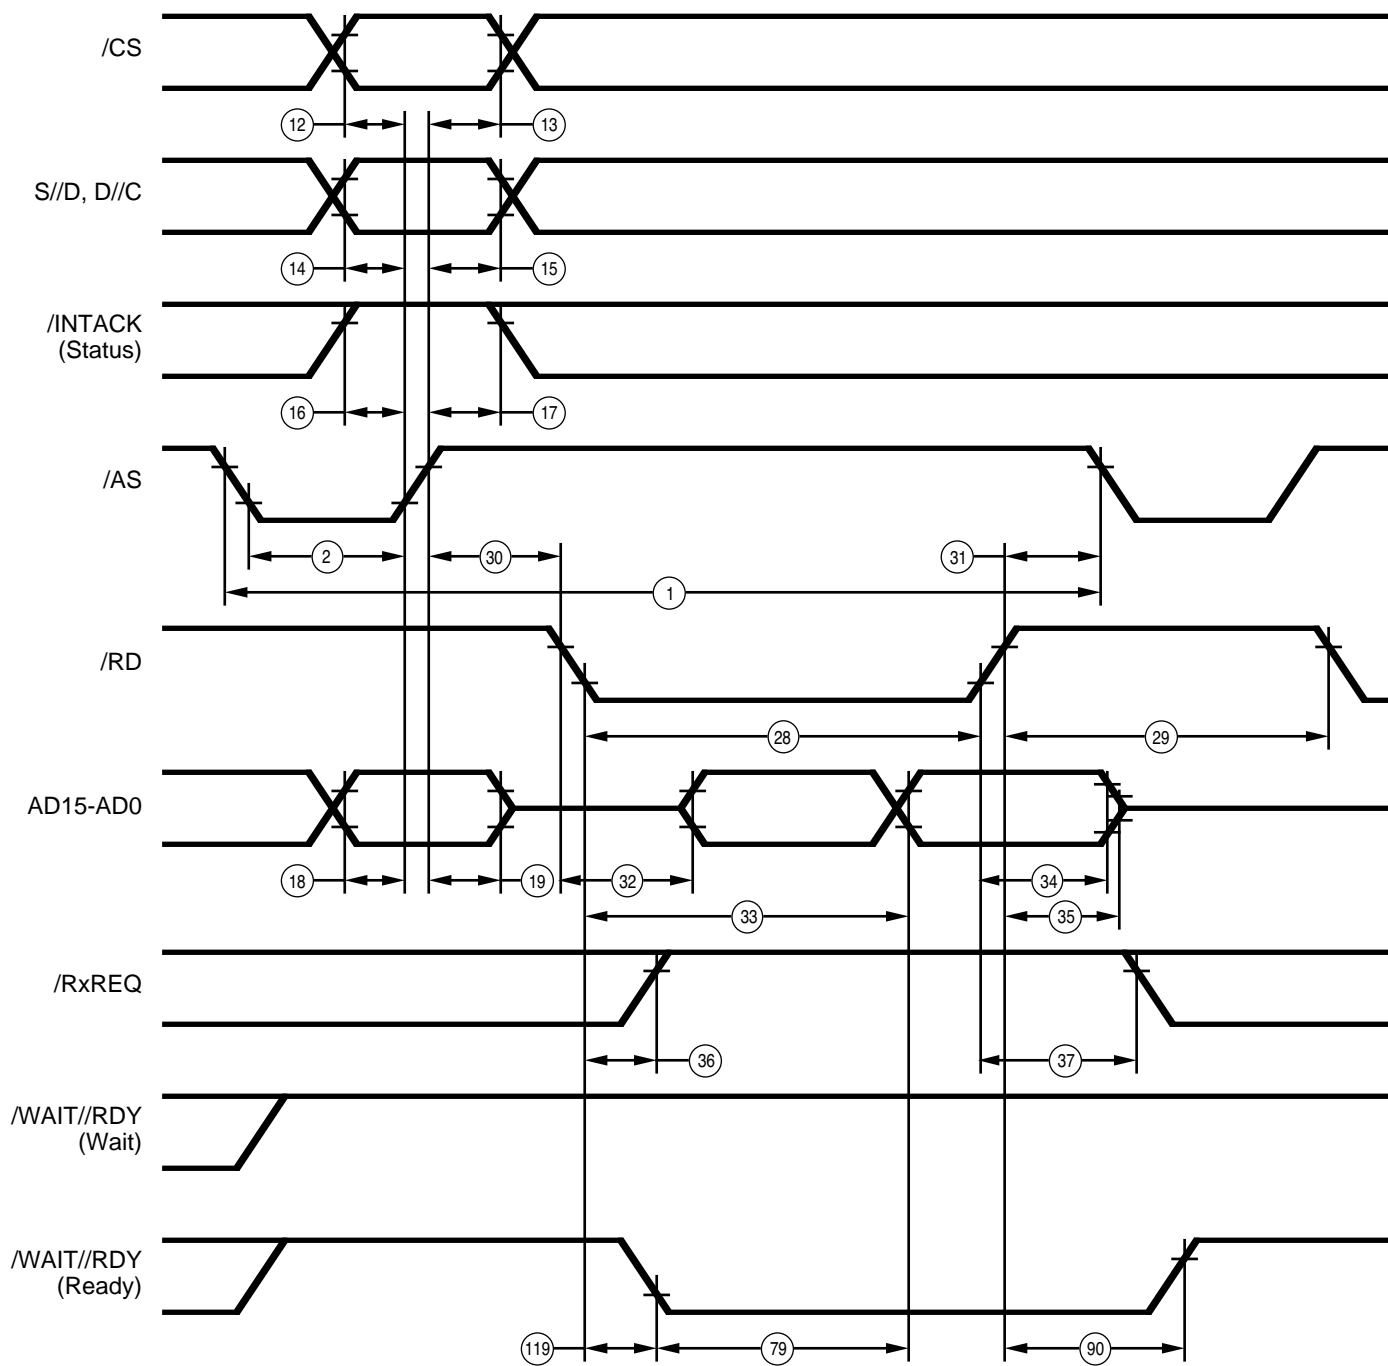 /CS
12
13
S//D, D//C
14
15
/INTACK
(Status)
16
17
/AS
2
30
31
1
/RD
28
29
AD15-AD0
18
19
32
34
33
35
/RxREQ
36
37
/WAIT//RDY
(Wait)
/WAIT//RDY
(Ready)
119
79
90